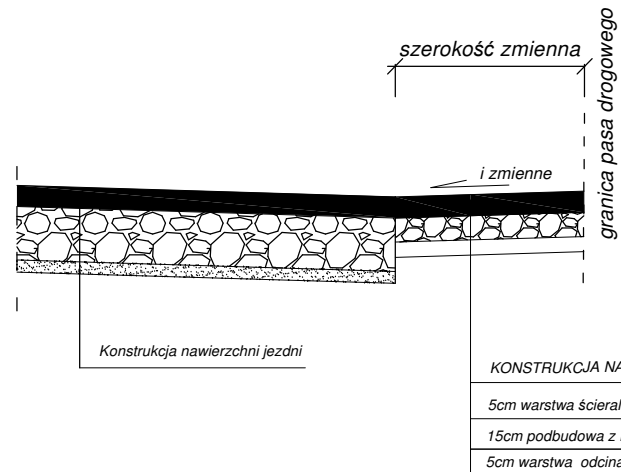 szerokość zmienna
granica pasa drogowego
i zmienne
Konstrukcja nawierzchni jezdni
KONSTRUKCJA NA
5cm warstwa ściera
15cm podbudowa z
5cm warstwa odcina